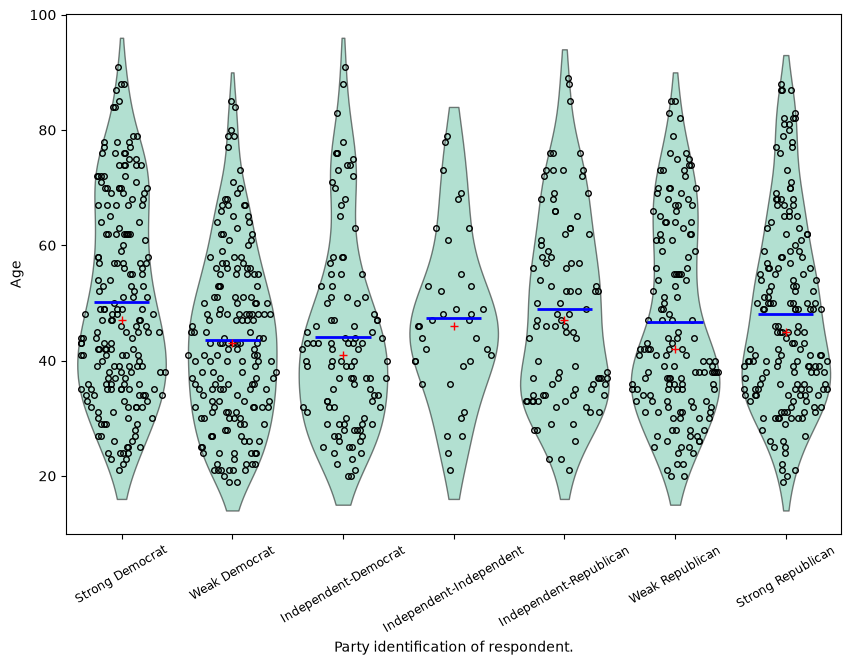 100
80
60
40
20
Age
Strong Democrat
Weak Democrat
Independent-Democrat
Independent-Independent
Independent-Republican
Weak Republican
Strong Republican
Party identification of respondent.